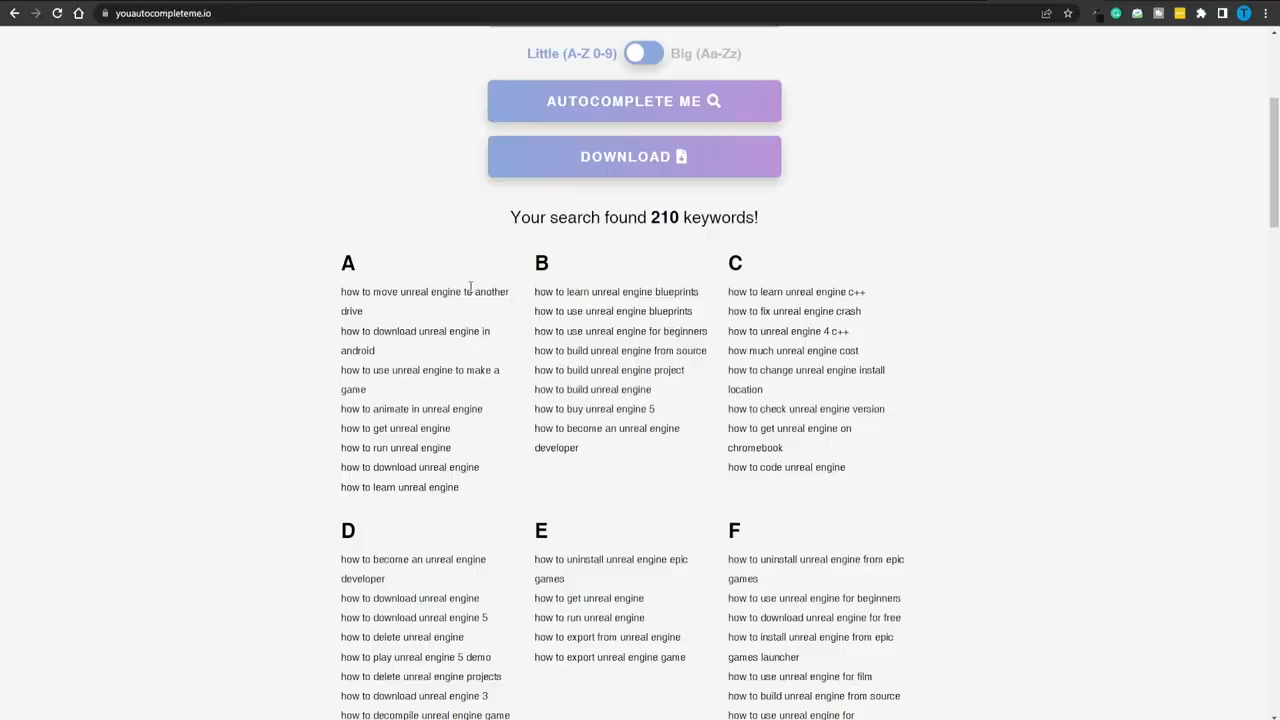 youautocompleteme.io
T
Little (A-Z 0-9)
Big (Aa-Zz)
AUTOCOMPLETE ME
DOWNLOAD
Your search found 210 keywords!
A
how to move unreal engine to another
drive
how to download unreal engine in
android
how to use unreal engine to make a
game
how to animate in unreal engine
how to get unreal engine
how to run unreal engine
how to download unreal engine
how to learn unreal engine
B
how to learn unreal engine blueprints
how to use unreal engine blueprints
how to use unreal engine for beginners
how to build unreal engine from source
how to build unreal engine project
how to build unreal engine
how to buy unreal engine 5
how to become an unreal engine
developer
C
how to learn unreal engine c++
how to fix unreal engine crash
how to unreal engine 4 c++
how much unreal engine cost
how to change unreal engine install
location
how to check unreal engine version
how to get unreal engine on
chromebook
how to code unreal engine
D
how to become an unreal engine
developer
how to download unreal engine
how to download unreal engine 5
how to delete unreal engine
how to play unreal engine 5 demo
how to delete unreal engine projects
how to download unreal engine 3
how to decompile unreal engine game
E
how to uninstall unreal engine epic
games
how to get unreal engine
how to run unreal engine
how to export from unreal engine
how to export unreal engine game
F
how to uninstall unreal engine from epic
games
how to use unreal engine for beginners
how to download unreal engine for free
how to install unreal engine from epic
games launcher
how to use unreal engine for film
how to build unreal engine from source
how to use unreal engine for